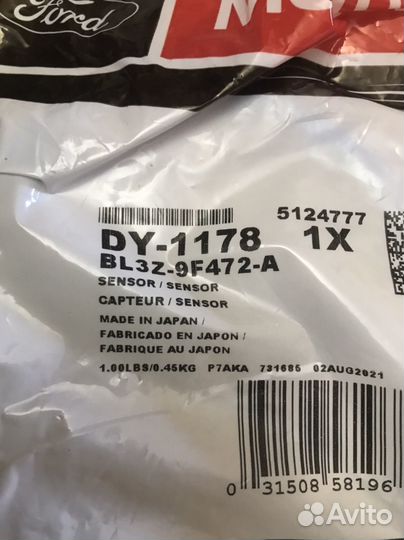 Ford
5124777
DY-1178 1X
BL3Z-9F472-A
SENSOR / SENSOR
CAPTEUR / SENSOR
MADE IN JAPAN /
FABRICADO EN JAPON /
FABRIQUE AU JAPON
1.00LBS/0.45KG P7AKA 731685 02AUG2021
0 31508 58196
Avito